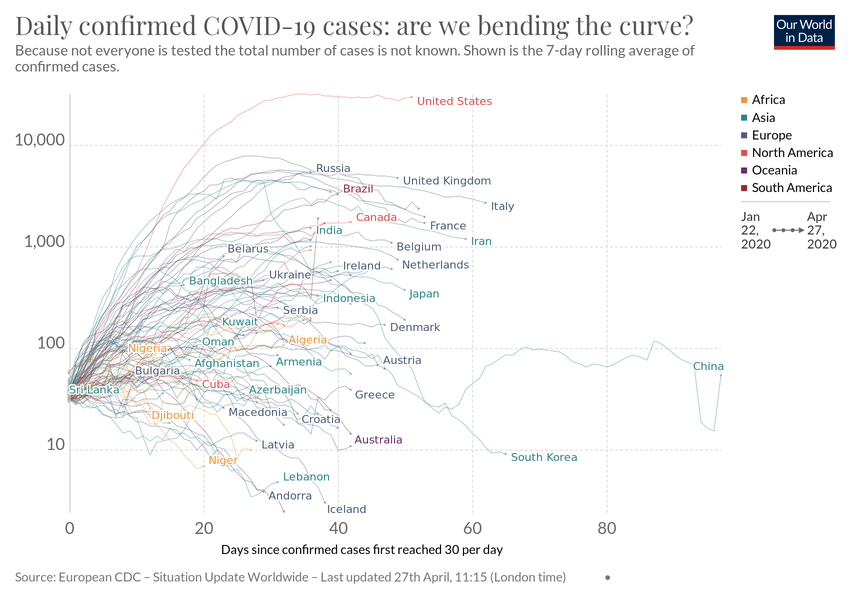 Daily confirmed COVID-19 cases: are we bending the curve?
Our World
in Data
Because not everyone is tested the total number of cases is not known. Shown is the 7-day rolling average of
confirmed cases.
10,000
1,000
100
10
0
20
40
60
80
Days since confirmed cases first reached 30 per day
United States
Russia
United Kingdom
Brazil
Italy
Canada
France
India
Iran
Belarus
Belgium
Ireland
Netherlands
Ukraine
Bangladesh
Japan
Indonesia
Serbia
Kuwait
Denmark
Oman
Algeria
Nigeria
Afghanistan
Armenia
Austria
China
Bulgaria
Sri Lanka
Cuba
Azerbaijan
Greece
Djibouti
Macedonia
Croatia
Latvia
Australia
Niger
South Korea
Lebanon
Andorra
Iceland
Africa
Asia
Europe
North America
Oceania
South America
Jan
22,
2020
Apr
27,
2020
Source: European CDC – Situation Update Worldwide – Last updated 27th April, 11:15 (London time)